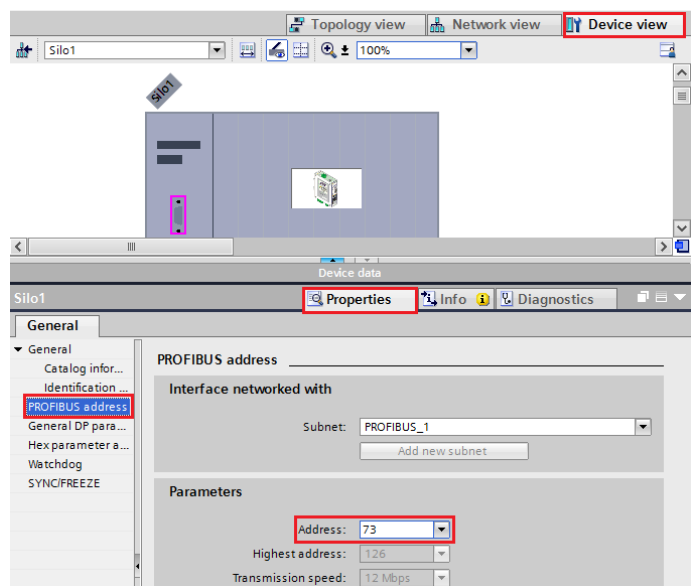 Topology view
Network view
Device view
Silo1
100%
Silo1
Device data
Silo1
Properties
Info
Diagnostics
General
General
Catalog infor...
Identification ...
PROFIBUS address
General DP para...
Hex parameter a...
Watchdog
SYNC/FREEZE
PROFIBUS address
Interface networked with
Subnet: PROFIBUS_1
Add new subnet
Parameters
Address: 73
Highest address: 126
Transmission speed: 12 Mbps